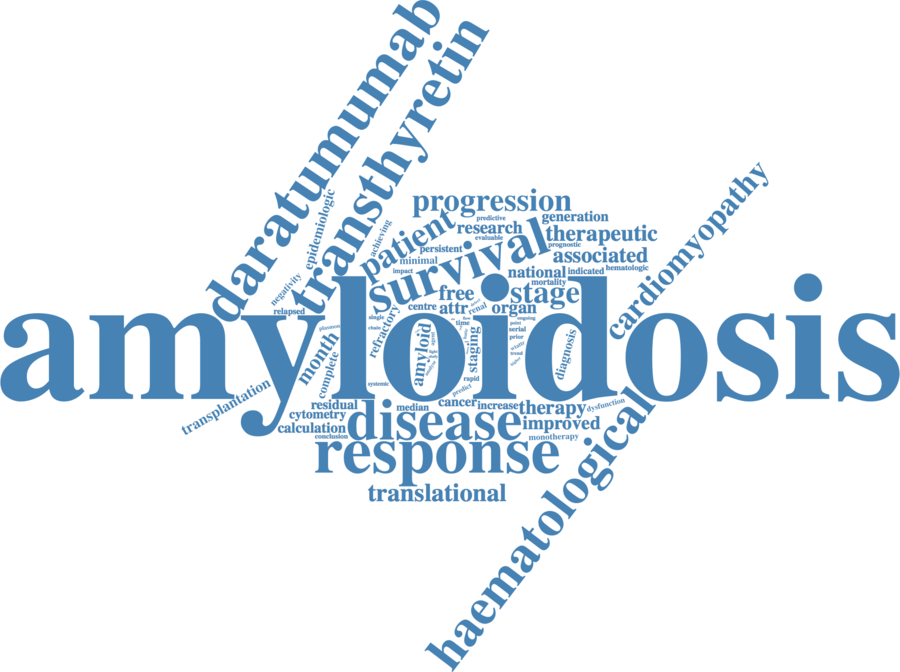 daratumumab
transthyretin
epidemiologic
achieving
negativity
relapsed
progression
patient
predictive
research
evaluable
generation
therapeutic
prognostic
persistent
minimal
impact
survival
associated
national
indicated
hematologic
mortality
cardiomyopathy
free
stage
centre
attr
renal
organ
amyloidosis
single
chain
refractory
time
ongoing
serial
prior
trend
amyloid
staging
diagnosis
month
complete
systemic
rapid
predict
transplantation
residual
cytometry
calculation
conclusion
median
cancer
increase
therapy
dysfunction
disease
improved
monotherapy
response
translational
haematological